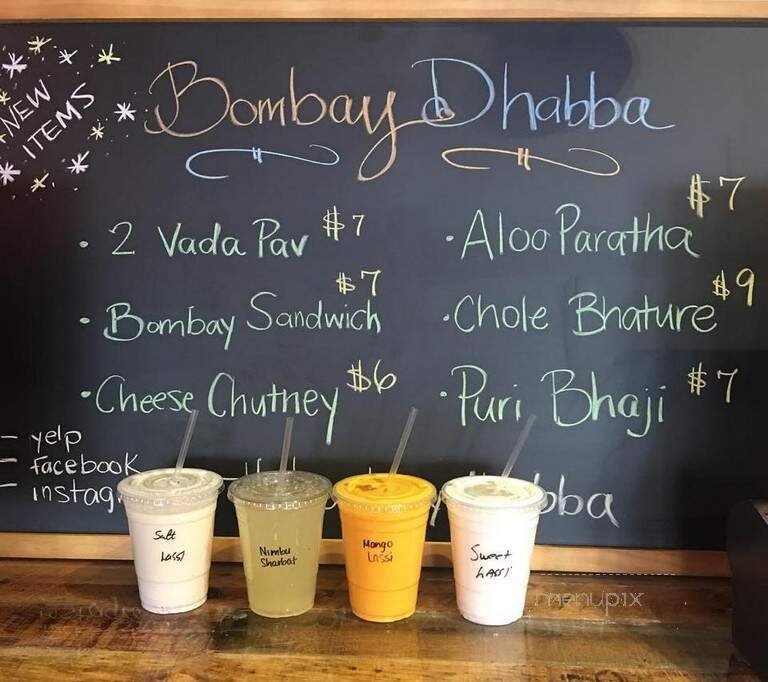 NEW
ITEMS
Bombay Dhabba
• 2 Vada Pav $7
• Bombay Sandwich $7
• Cheese Chutney $6
• Aloo Paratha $7
• Chole Bhature $9
• Puri Bhaji $7
- yelp
- facebook
- instag
bba
Salt
Lassi
Nimbu
Sharbat
Mango
Lassi
Sweet
LASSI
menupix